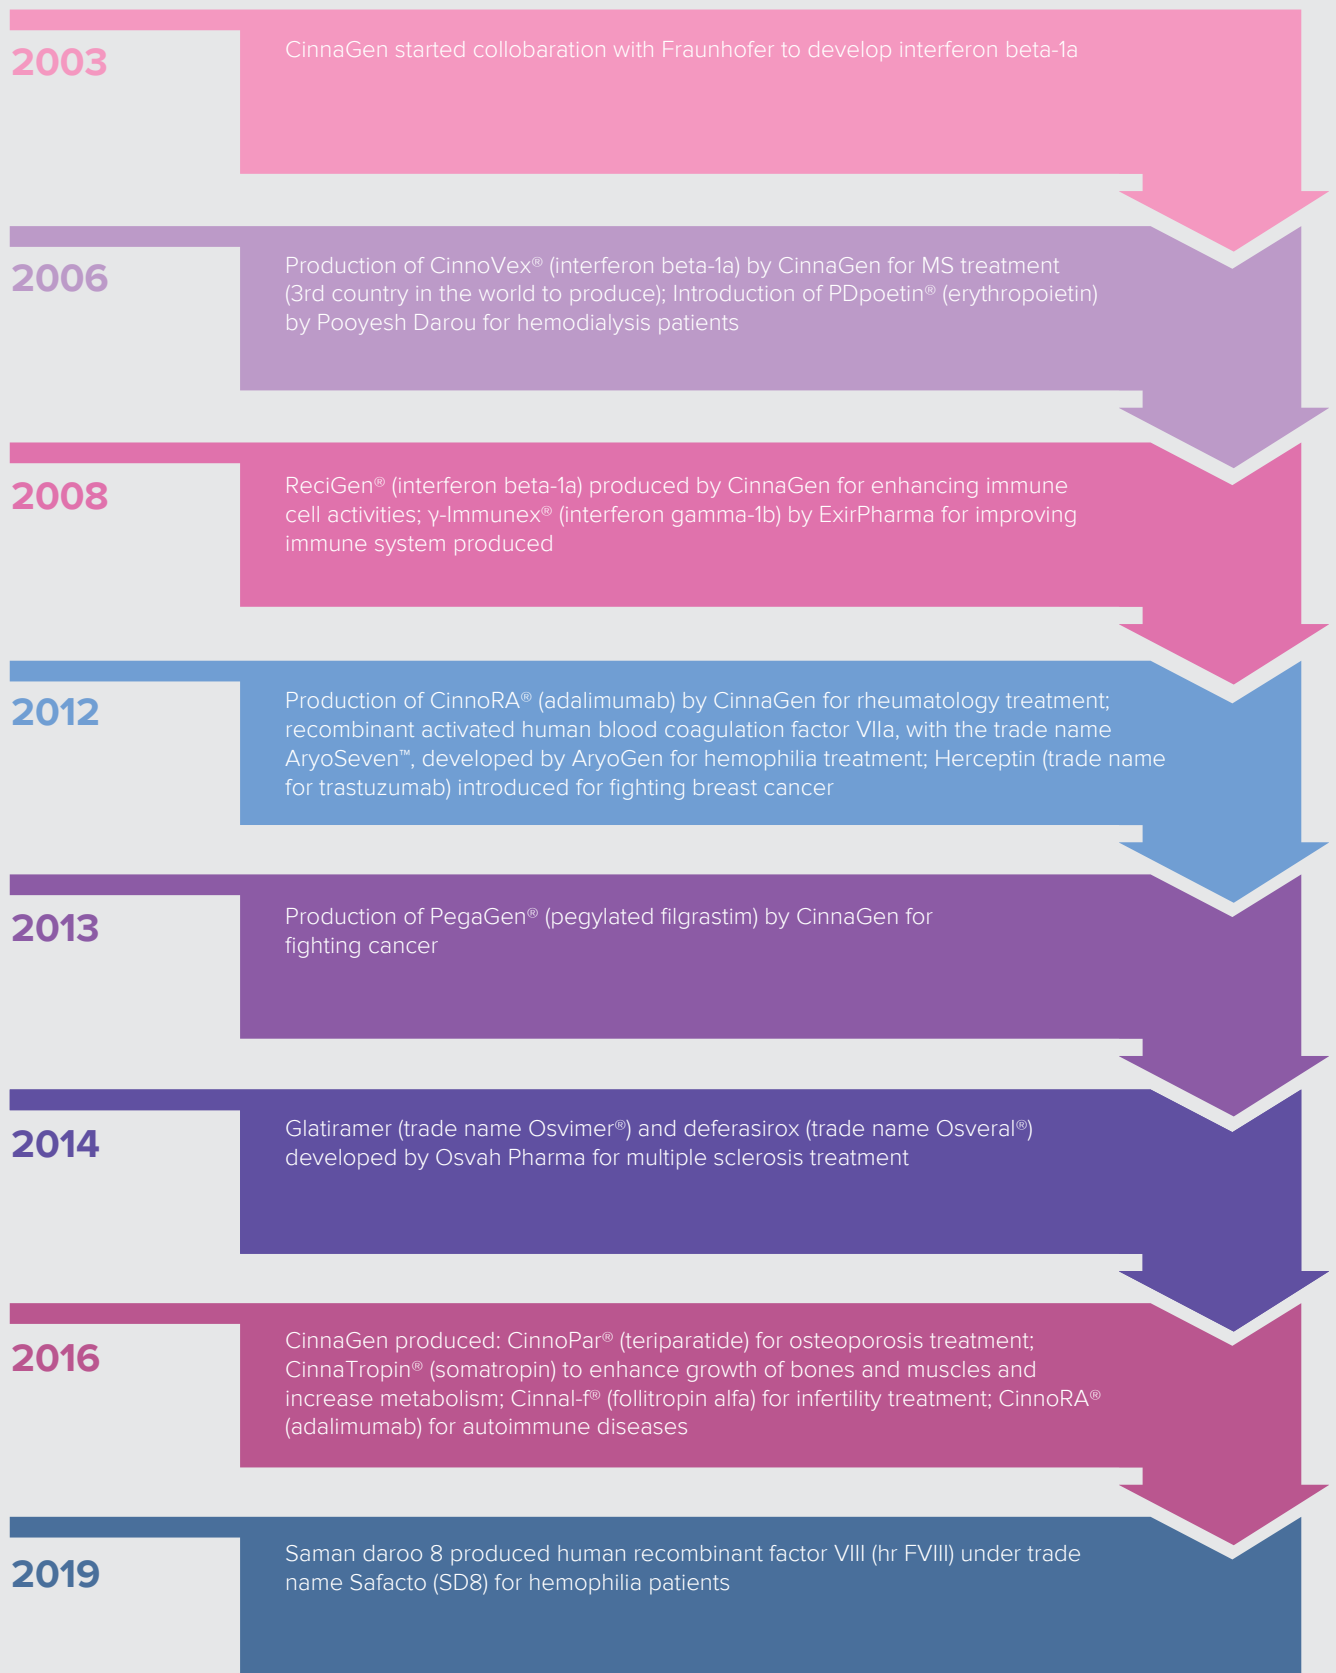 2003
CinnaGen started collobaration with Fraunhofer to develop interferon beta-1a
2006
Production of CinnoVex® (interferon beta-1a) by CinnaGen for MS treatment
(3rd country in the world to produce); Introduction of PDpoetin® (erythropoietin)
by Pooyesh Darou for hemodialysis patients
2008
ReciGen® (interferon beta-1a) produced by CinnaGen for enhancing immune
cell activities; γ-Immunex® (interferon gamma-1b) by ExirPharma for improving
immune system produced
2012
Production of CinnoRA® (adalimumab) by CinnaGen for rheumatology treatment;
recombinant activated human blood coagulation factor VIIa, with the trade name
AryoSeven™, developed by AryoGen for hemophilia treatment; Herceptin (trade name
for trastuzumab) introduced for fighting breast cancer
2013
Production of PegaGen® (pegylated filgrastim) by CinnaGen for
fighting cancer
2014
Glatiramer (trade name Osvimer®) and deferasirox (trade name Osveral®)
developed by Osvah Pharma for multiple sclerosis treatment
2016
CinnaGen produced: CinnoPar® (teriparatide) for osteoporosis treatment;
CinnaTropin® (somatropin) to enhance growth of bones and muscles and
increase metabolism; Cinnal-f® (follitropin alfa) for infertility treatment; CinnoRA®
(adalimumab) for autoimmune diseases
2019
Saman daroo 8 produced human recombinant factor VIII (hr FVIII) under trade
name Safacto (SD8) for hemophilia patients